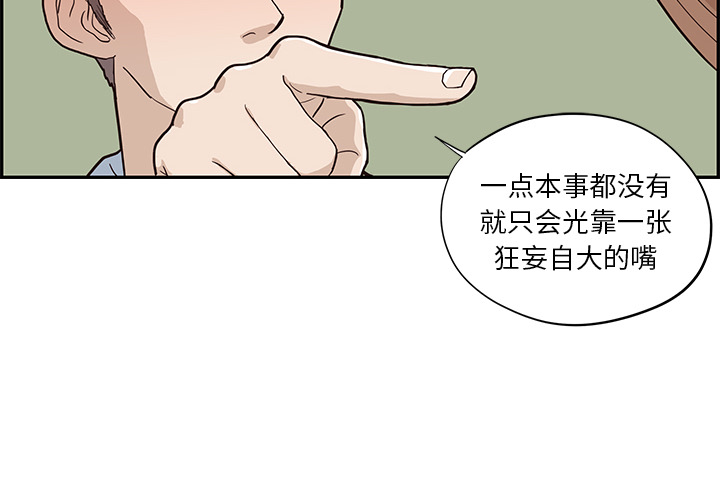 一点本事都没有
就只会光靠一张
狂妄自大的嘴